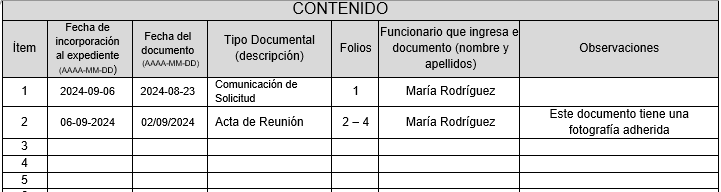 CONTENIDO
Ítem
Fecha de
incorporación
al expediente
(AAAA-MM-DD)
Fecha del
documento
(AAAA-MM-DD)
Tipo Documental
(descripción)
Folios
Funcionario que ingresa e
documento (nombre y
apellidos)
Observaciones
1
2024-09-06
2024-08-23
Comunicación de
Solicitud
1
María Rodríguez
2
06-09-2024
02/09/2024
Acta de Reunión
2 – 4
María Rodríguez
Este documento tiene una
fotografía adherida
3
4
5